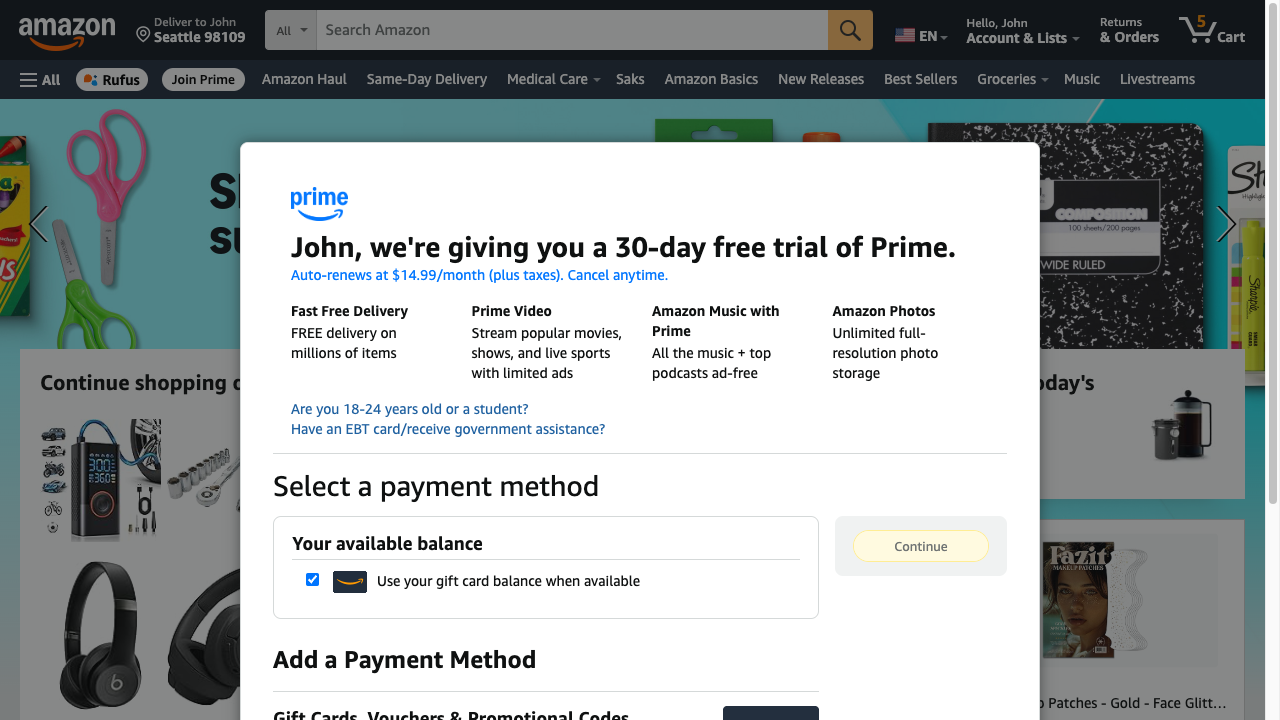 amazon
Deliver to John
Seattle 98109
All
Search Amazon
EN
Hello, John
Account & Lists
Returns
& Orders
5
Cart
All
Rufus
Join Prime
Amazon Haul
Same-Day Delivery
Medical Care
Saks
Amazon Basics
New Releases
Best Sellers
Groceries
Music
Livestreams
COMPOSITION
100 sheets/200 pages
WIDE RULED
prime
John, we're giving you a 30-day free trial of Prime.
Auto-renews at $14.99/month (plus taxes). Cancel anytime.
Fast Free Delivery
FREE delivery on
millions of items
Prime Video
Stream popular movies,
shows, and live sports
with limited ads
Amazon Music with
Prime
All the music + top
podcasts ad-free
Amazon Photos
Unlimited full-
resolution photo
storage
Are you 18-24 years old or a student?
Have an EBT card/receive government assistance?
Continue shopping
Select a payment method
Your available balance
Use your gift card balance when available
Continue
Add a Payment Method
Gift Cards, Vouchers & Promotional Codes
Fazit
MAKEUP PATCHES
Patches - Gold - Face Glitt...
Sharpie